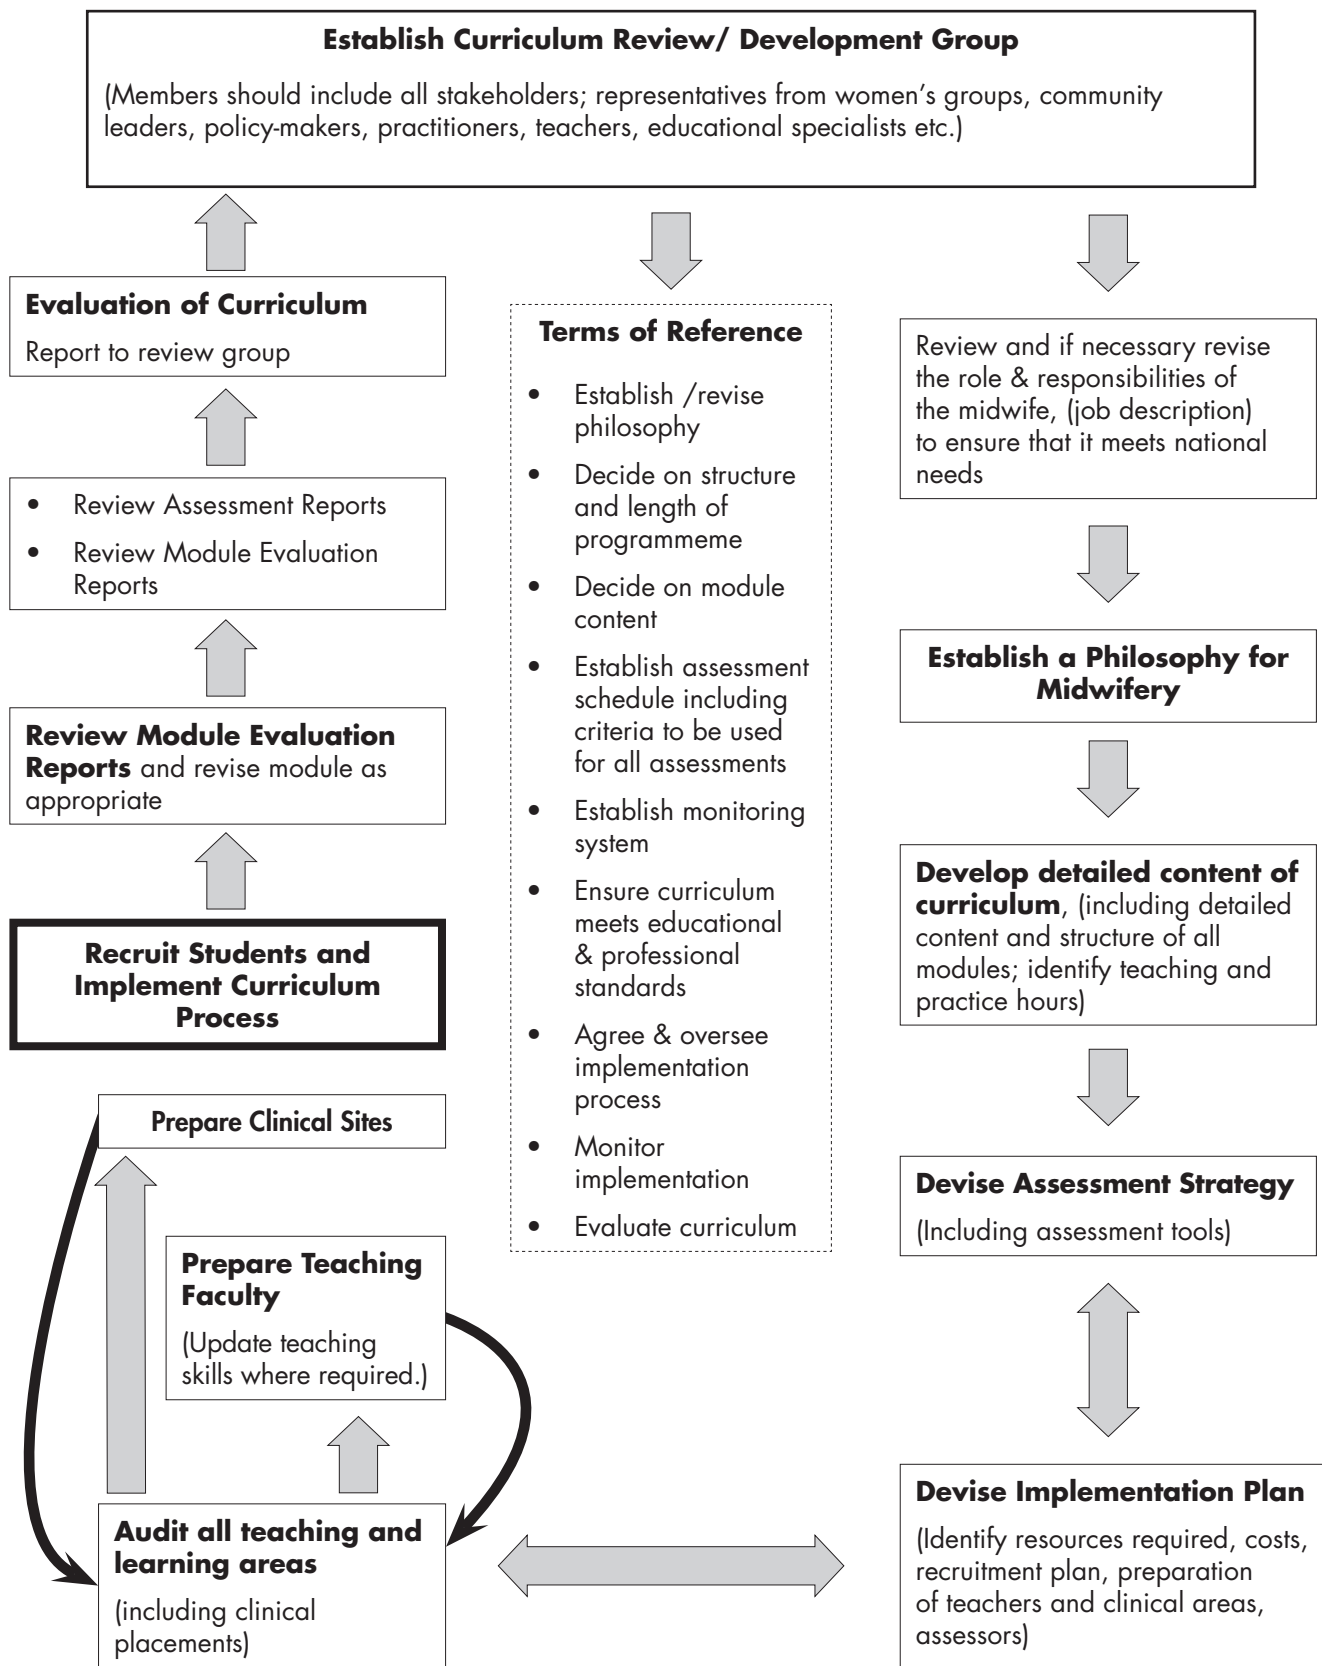 Establish Curriculum Review/ Development Group
(Members should include all stakeholders; representatives from women's groups, community
leaders, policy-makers, practitioners, teachers, educational specialists etc.)
Evaluation of Curriculum
Report to review group
• Review Assessment Reports
• Review Module Evaluation
Reports
Review Module Evaluation
Reports and revise module as
appropriate
Recruit Students and
Implement Curriculum
Process
Prepare Clinical Sites
Prepare Teaching
Faculty
(Update teaching
skills where required.)
Audit all teaching and
learning areas
(including clinical
placements)
Terms of Reference
• Establish /revise
philosophy
• Decide on structure
and length of
programmeme
• Decide on module
content
• Establish assessment
schedule including
criteria to be used
for all assessments
• Establish monitoring
system
• Ensure curriculum
meets educational
& professional
standards
• Agree & oversee
implementation
process
• Monitor
implementation
• Evaluate curriculum
Review and if necessary revise
the role & responsibilities of
the midwife, (job description)
to ensure that it meets national
needs
Establish a Philosophy for
Midwifery
Develop detailed content of
curriculum, (including detailed
content and structure of all
modules; identify teaching and
practice hours)
Devise Assessment Strategy
(Including assessment tools)
Devise Implementation Plan
(Identify resources required, costs,
recruitment plan, preparation
of teachers and clinical areas,
assessors)